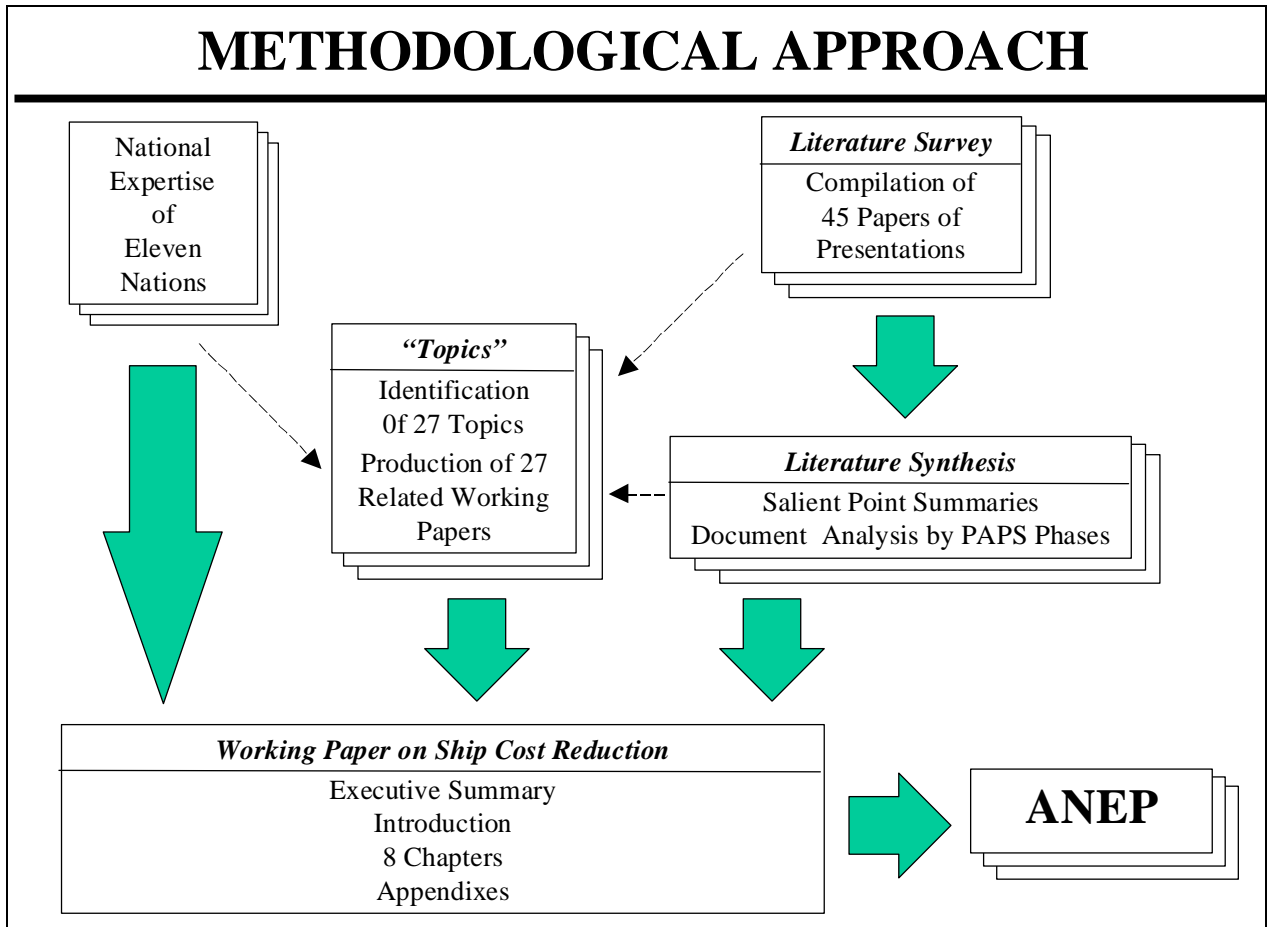 METHODOLOGICAL APPROACH
National
Expertise
of
Eleven
Nations
Literature Survey
Compilation of
45 Papers of
Presentations
“Topics”
Identification
0f 27 Topics
Production of 27
Related Working
Papers
Literature Synthesis
Salient Point Summaries
Document Analysis by PAPS Phases
Working Paper on Ship Cost Reduction
Executive Summary
Introduction
8 Chapters
Appendixes
ANEP